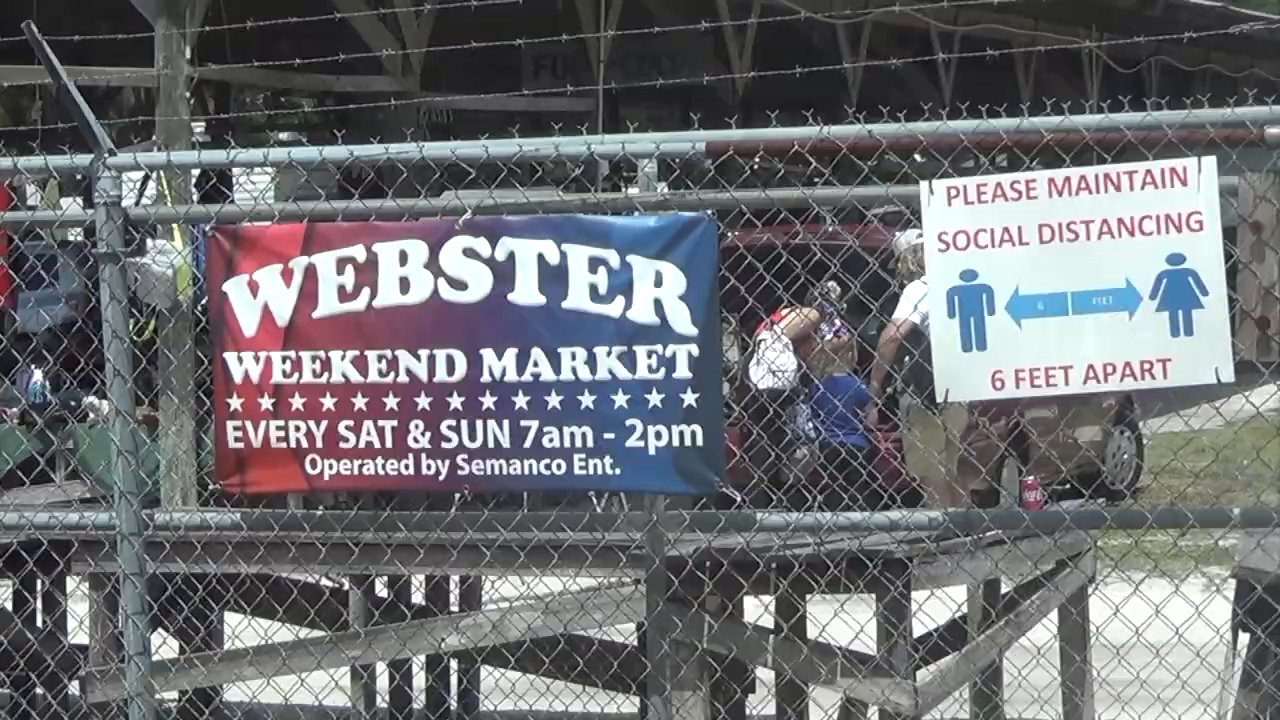 WEBSTER
WEEKEND MARKET
EVERY SAT & SUN 7am - 2pm
Operated by Semanco Ent.
PLEASE MAINTAIN
SOCIAL DISTANCING
6 FEET
6 FEET APART